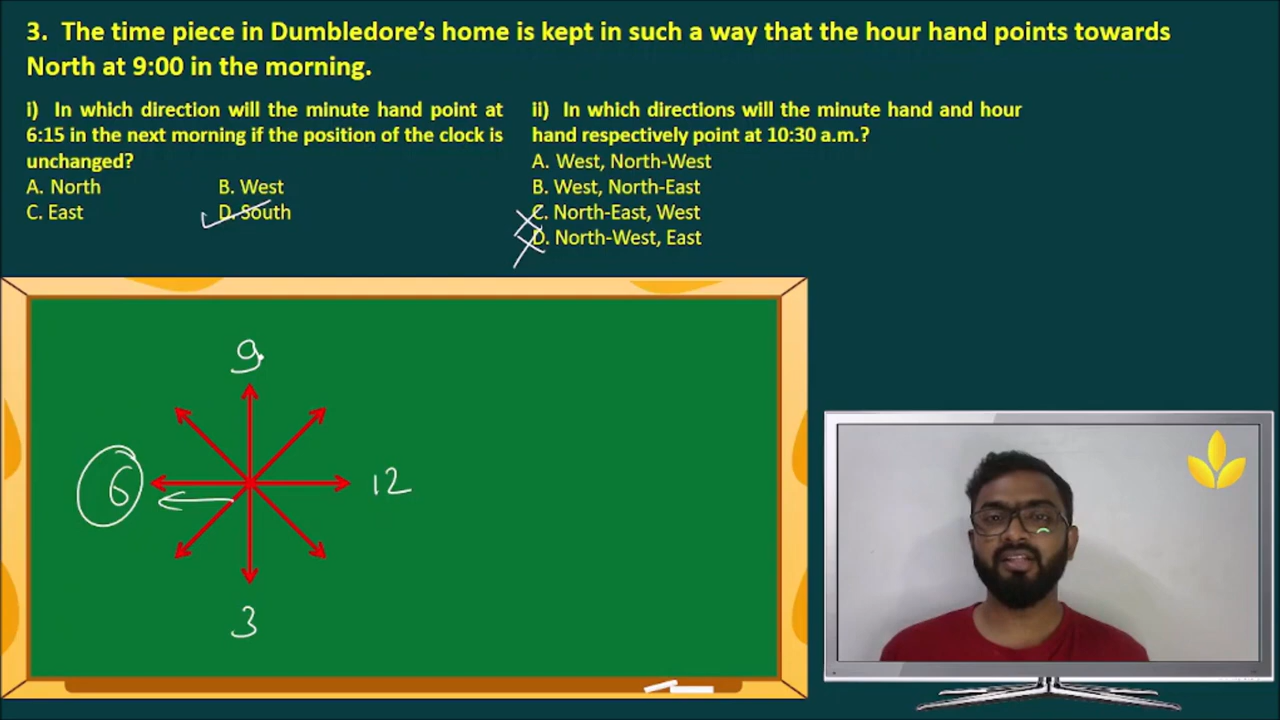 3. The time piece in Dumbledore's home is kept in such a way that the hour hand points towards
North at 9:00 in the morning.
i) In which direction will the minute hand point at
6:15 in the next morning if the position of the clock is
unchanged?
A. North B. West
C. East D. South
ii) In which directions will the minute hand and hour
hand respectively point at 10:30 a.m.?
A. West, North-West
B. West, North-East
C. North-East, West
D. North-West, East
9
6
12
3